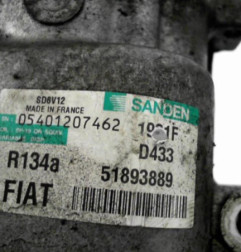 SD6V12
MADE IN FRANCE
SANDEN
05401207462
D433
R134a
51893889
FIAT